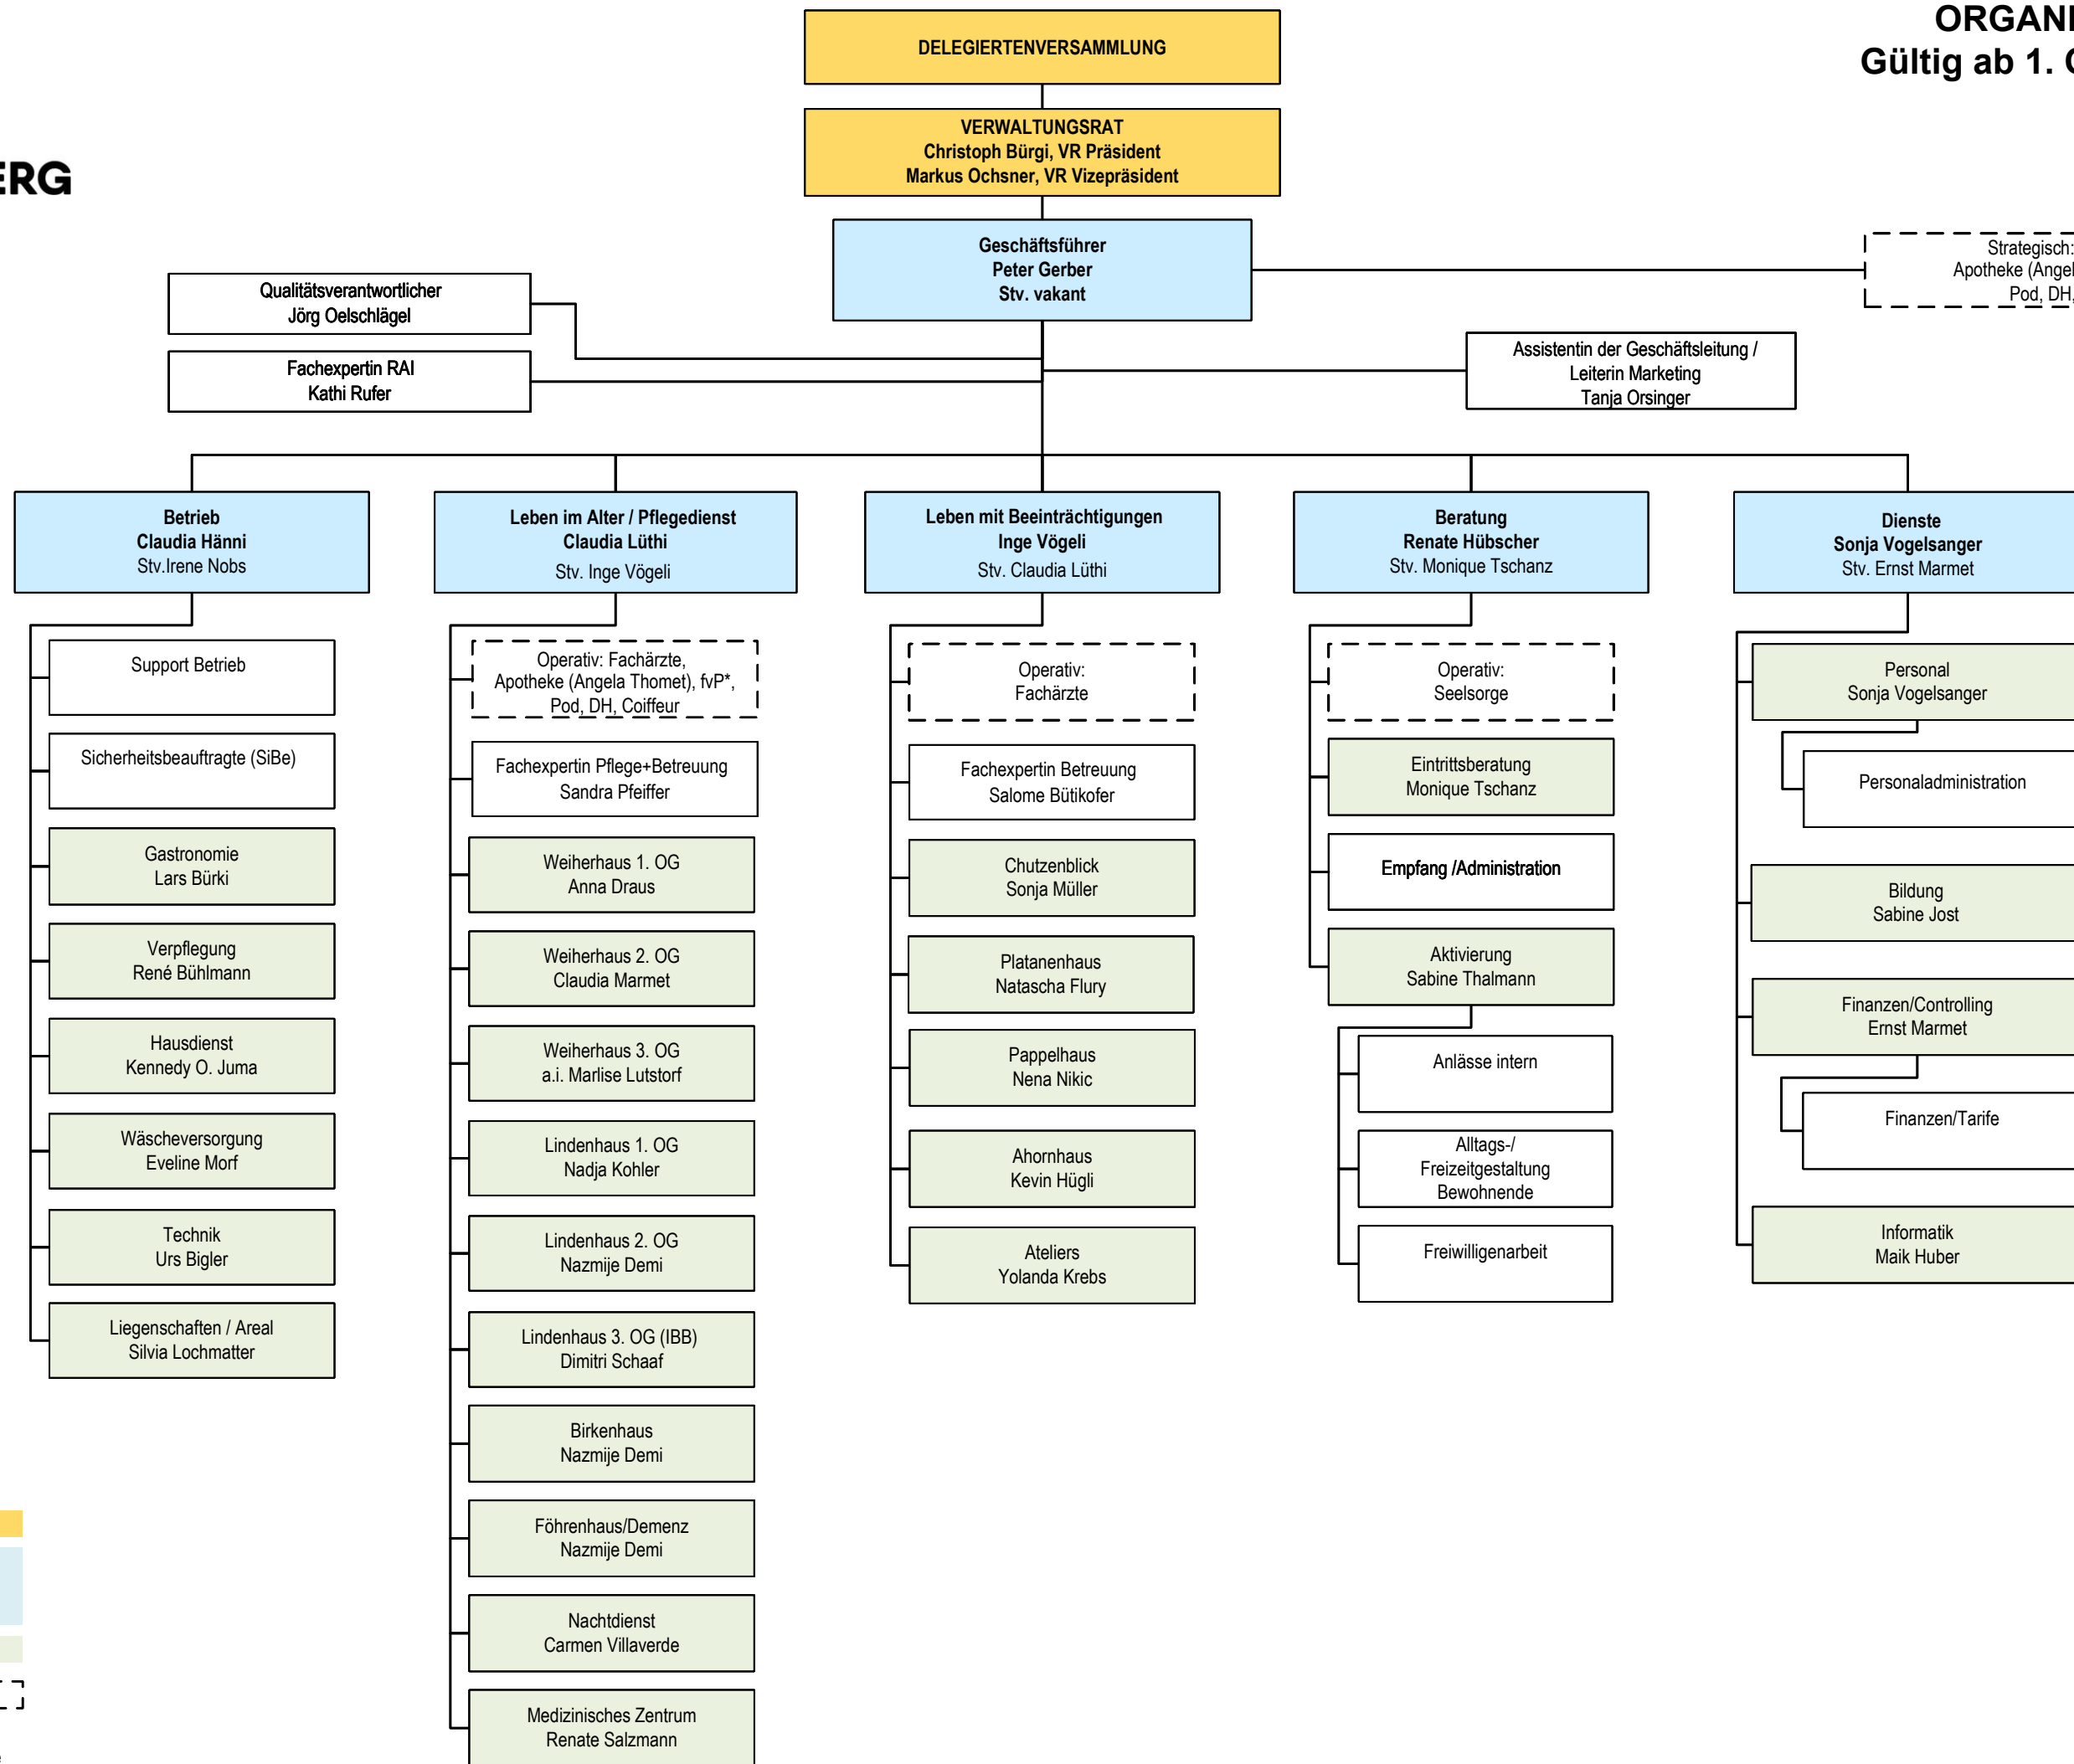 ORGANI
Gültig ab 1.
ERG
DELEGIERTENVERSAMMLUNG
VERWALTUNGSRAT
Christoph Bürgi, VR Präsident
Markus Ochsner, VR Vizepräsident
Geschäftsführer
Peter Gerber
Stv. vakant
Strategisch:
Apotheke (Angel
Pod, DH,
Qualitätsverantwortlicher
Jörg Oelschlägel
Fachexpertin RAI
Kathi Rufer
Assistentin der Geschäftsleitung /
Leiterin Marketing
Tanja Orsinger
Betrieb
Claudia Hänni
Stv.Irene Nobs
Support Betrieb
Sicherheitsbeauftragte (SiBe)
Gastronomie
Lars Bürki
Verpflegung
René Bühlmann
Hausdienst
Kennedy O. Juma
Wäscheversorgung
Eveline Morf
Technik
Urs Bigler
Liegenschaften / Areal
Silvia Lochmatter
Leben im Alter / Pflegedienst
Claudia Lüthi
Stv. Inge Vögeli
Operativ: Fachärzte,
Apotheke (Angela Thomet), fvP*,
Pod, DH, Coiffeur
Fachexpertin Pflege+Betreuung
Sandra Pfeiffer
Weiherhaus 1. OG
Anna Draus
Weiherhaus 2. OG
Claudia Marmet
Weiherhaus 3. OG
a.i. Marlise Lutstorf
Lindenhaus 1. OG
Nadja Kohler
Lindenhaus 2. OG
Nazmije Demi
Lindenhaus 3. OG (IBB)
Dimitri Schaaf
Birkenhaus
Nazmije Demi
Föhrenhaus/Demenz
Nazmije Demi
Nachtdienst
Carmen Villaverde
Medizinisches Zentrum
Renate Salzmann
Leben mit Beeinträchtigungen
Inge Vögeli
Stv. Claudia Lüthi
Operativ:
Fachärzte
Fachexpertin Betreuung
Salome Bütikofer
Chutzenblick
Sonja Müller
Platanenhaus
Natascha Flury
Pappelhaus
Nena Nikic
Ahornhaus
Kevin Hügli
Ateliers
Yolanda Krebs
Beratung
Renate Hübscher
Stv. Monique Tschanz
Operativ:
Seelsorge
Eintrittsberatung
Monique Tschanz
Empfang /Administration
Aktivierung
Sabine Thalmann
Anlässe intern
Alltags-/
Freizeitgestaltung
Bewohnende
Freiwilligenarbeit
Dienste
Sonja Vogelsanger
Stv. Ernst Marmet
Personal
Sonja Vogelsanger
Personaladministration
Bildung
Sabine Jost
Finanzen/Controlling
Ernst Marmet
Finanzen/Tarife
Informatik
Maik Huber